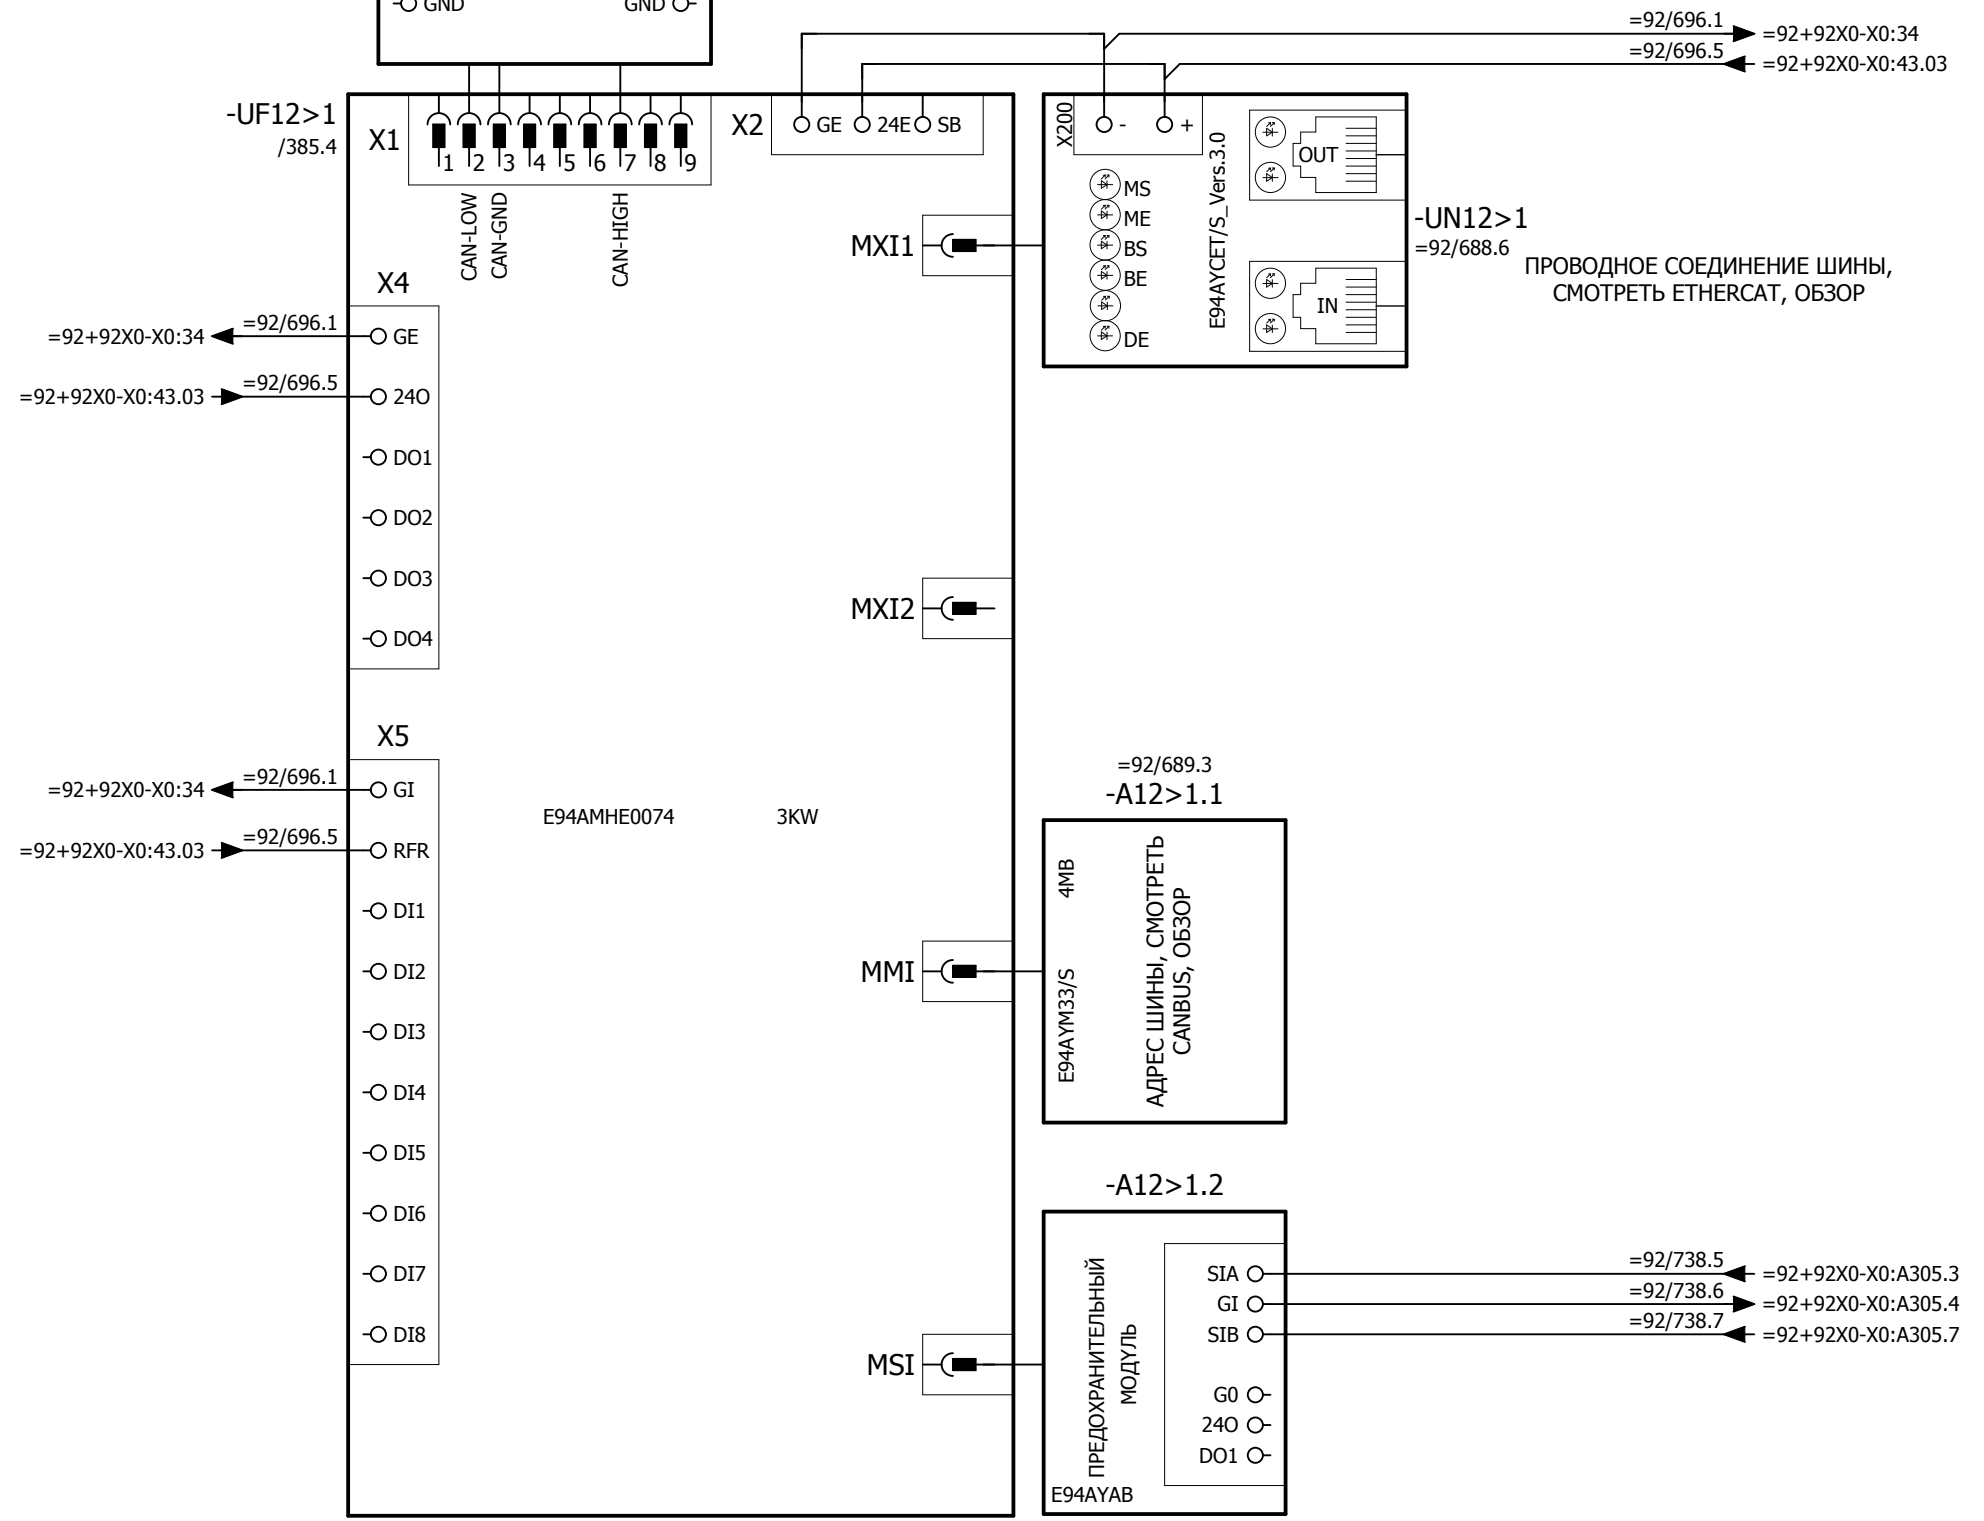 GND
GND
=92/696.1
=92+92X0-X0:34
=92/696.5
=92+92X0-X0:43.03
-UF12>1
/385.4
X1
1 2 3 4 5 6 7 8 9
CAN-LOW
CAN-GND
CAN-HIGH
X2
GE
24E
SB
X200
-
+
E94AYCET/S_Vers.3.0
OUT
MS
ME
BS
BE
DE
IN
-UN12>1
=92/688.6
ПРОВОДНОЕ СОЕДИНЕНИЕ ШИНЫ,
СМОТРЕТЬ ETHERCAT, ОБЗОР
MXI1
X4
=92+92X0-X0:34
=92/696.1
GE
=92+92X0-X0:43.03
=92/696.5
24O
DO1
DO2
DO3
DO4
MXI2
X5
=92+92X0-X0:34
=92/696.1
GI
=92+92X0-X0:43.03
=92/696.5
RFR
DI1
DI2
DI3
DI4
DI5
DI6
DI7
DI8
E94AMHE0074
3KW
MMI
=92/689.3
-A12>1.1
4MB
E94AYM33/S
АДРЕС ШИНЫ, СМОТРЕТЬ
CANBUS, ОБЗОР
MSI
-A12>1.2
ПРЕДОХРАНИТЕЛЬНЫЙ
МОДУЛЬ
E94AYAB
SIA
=92/738.5
=92+92X0-X0:A305.3
GI
=92/738.6
=92+92X0-X0:A305.4
SIB
=92/738.7
=92+92X0-X0:A305.7
G0
24O
DO1